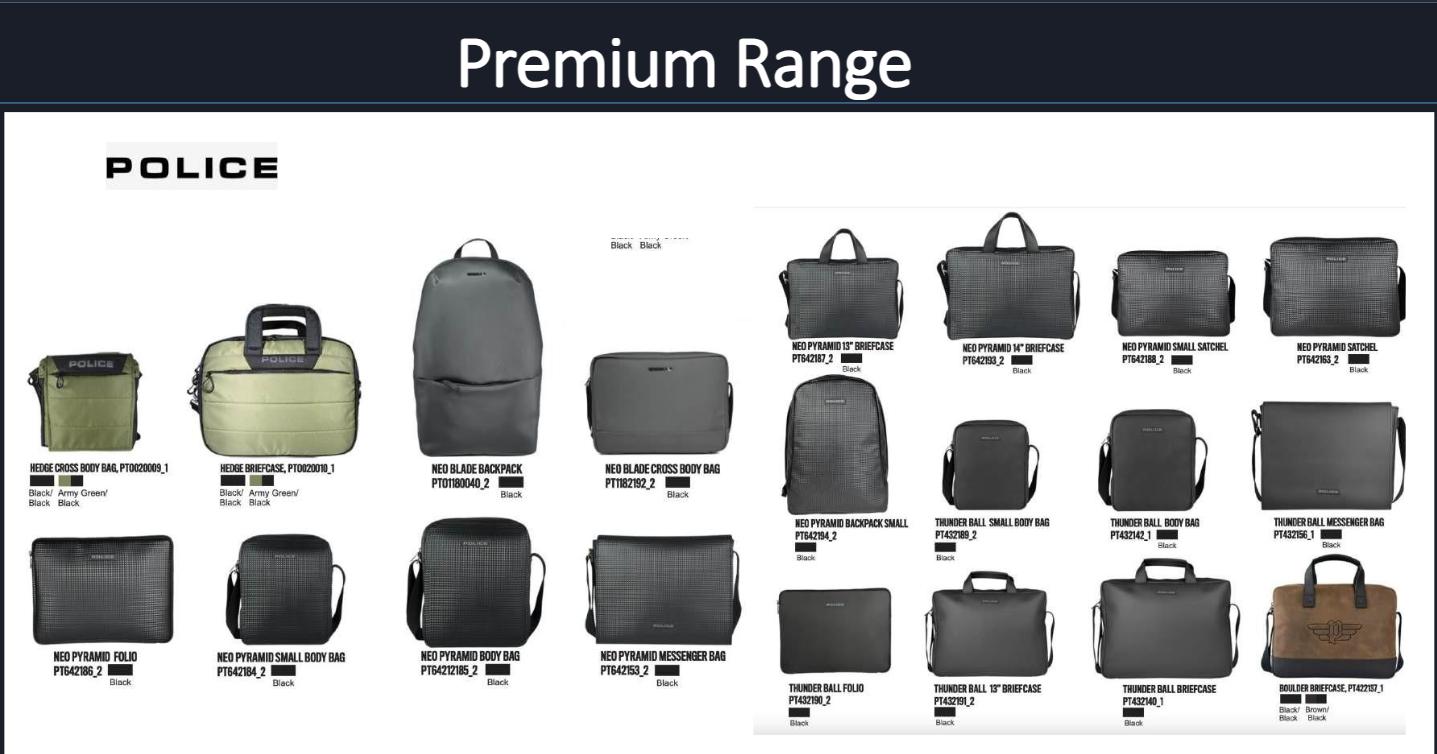 Premium Range
POLICE
Black Black
HEDGE CROSS BODY BAG, PT0020009_1
Black/ Army Green/
Black Black
HEDGE BRIEFCASE, PT0020010_1
Black/ Army Green/
Black Black
NEO BLADE BACKPACK
PT01180040_2
Black
NEO BLADE CROSS BODY BAG
PT1182192_2
Black
NEO PYRAMID FOLIO
PT642186_2
Black
NEO PYRAMID SMALL BODY BAG
PT642184_2
Black
NEO PYRAMID BODY BAG
PT64212185_2
Black
NEO PYRAMID MESSENGER BAG
PT642153_2
Black
NEO PYRAMID 13" BRIEFCASE
PT642187_2
Black
NEO PYRAMID 14" BRIEFCASE
PT642193_2
Black
NEO PYRAMID SMALL SATCHEL
PT642188_2
Black
NEO PYRAMID SATCHEL
PT642163_2
Black
NEO PYRAMID BACKPACK SMALL
PT642194_2
Black
THUNDER BALL SMALL BODY BAG
PT432189_2
Black
THUNDER BALL BODY BAG
PT432142_1
Black
THUNDER BALL MESSENGER BAG
PT432156_1
Black
THUNDER BALL FOLIO
PT432190_2
Black
THUNDER BALL 13" BRIEFCASE
PT432191_2
Black
THUNDER BALL BRIEFCASE
PT432140_1
Black
BOULDER BRIEFCASE, PT422137_1
Black/ Brown/
Black Black